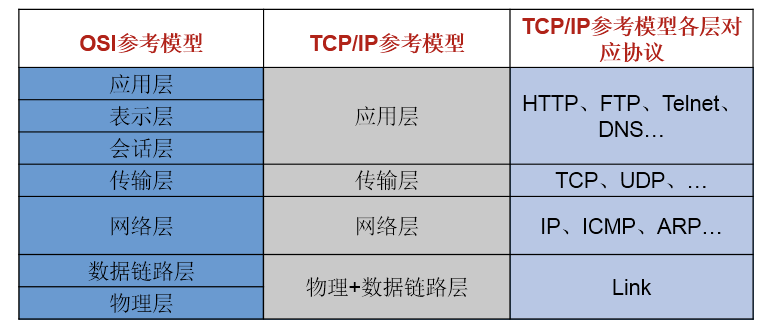 OSI参考模型
TCP/IP参考模型
TCP/IP参考模型各层对
应协议
应用层
表示层
会话层
应用层
HTTP、FTP、Telnet、
DNS…
传输层
传输层
TCP、UDP、…
网络层
网络层
IP、ICMP、ARP…
数据链路层
物理层
物理+数据链路层
Link